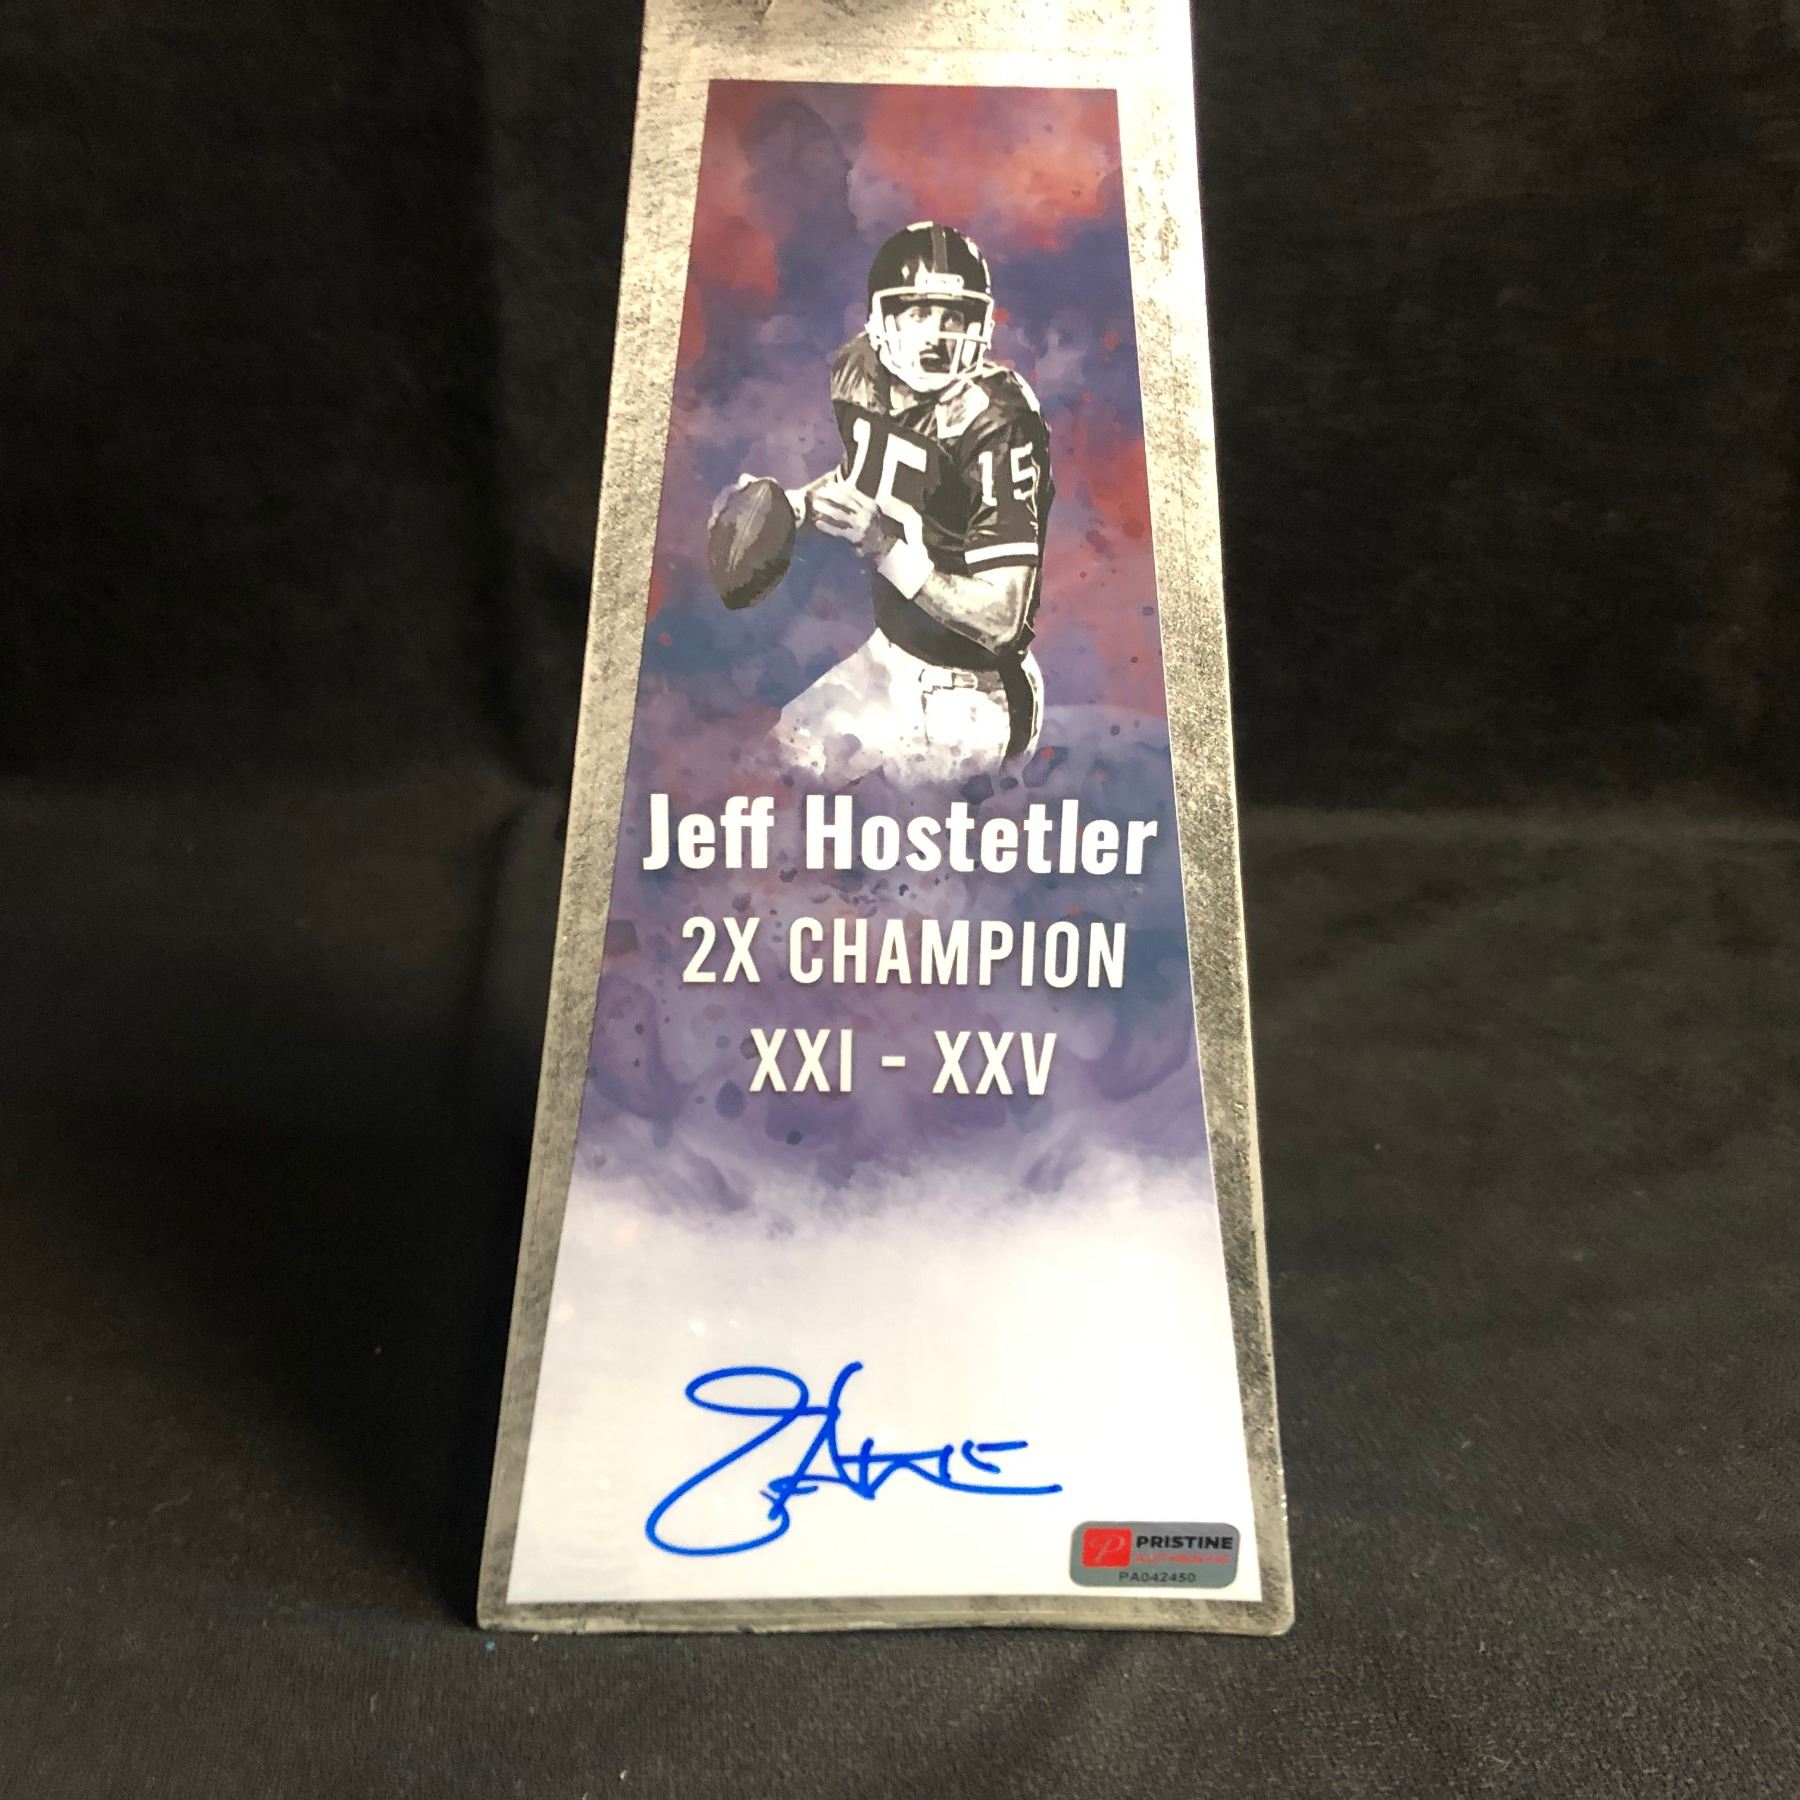 15 15
Jeff Hostetler
2X CHAMPION
XXI - XXV
PRISTINE
AUTHENTIC
PA042450